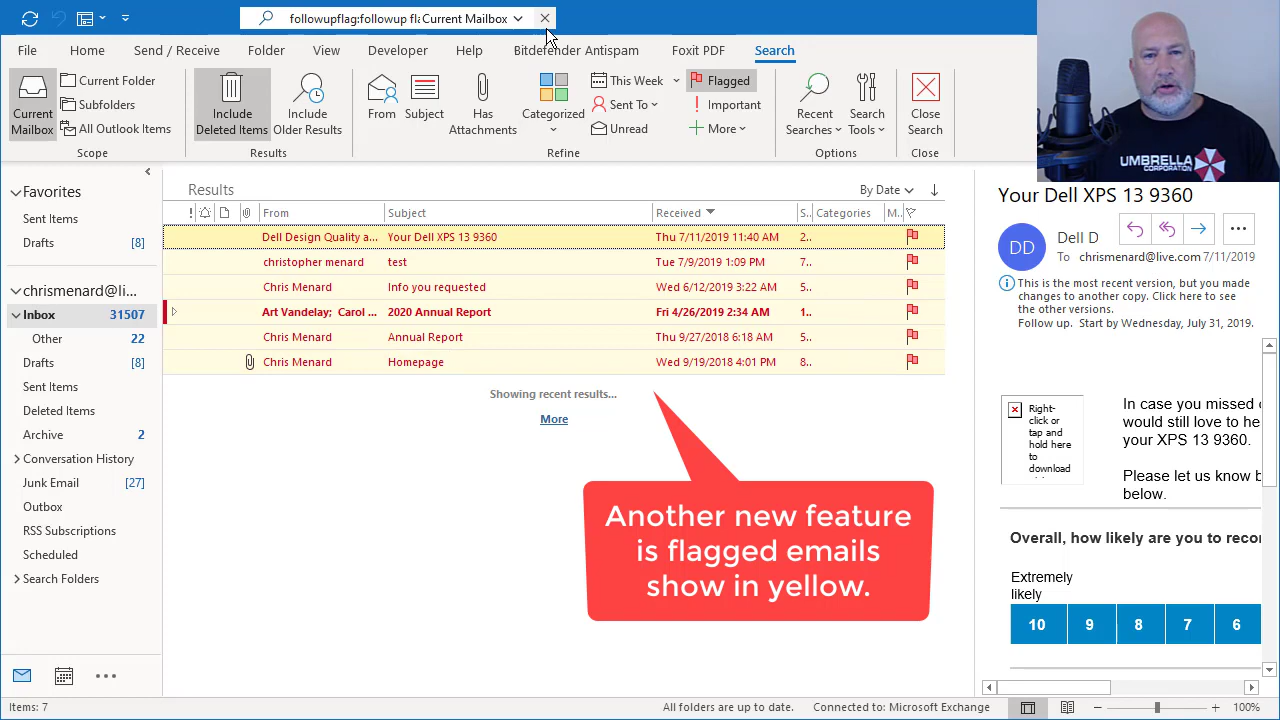 followupflag:followup fl Current Mailbox
File Home Send / Receive Folder View Developer Help Bitdefender Antispam Foxit PDF Search
Current Mailbox
Current Folder
Subfolders
All Outlook Items
Scope
Include Deleted Items
Include Older Results
Results
From
Subject
Has Attachments
Categorized
This Week
Sent To
Unread
Flagged
Important
More
Refine
Recent Searches
Search Tools
Options
Close Search
Close
UMBRELLA
CORPORATION
Favorites
Sent Items
Drafts [8]
chrismenard@li...
Inbox 31507
Other 22
Drafts [8]
Sent Items
Deleted Items
Archive 2
Conversation History
Junk Email [27]
Outbox
RSS Subscriptions
Scheduled
Search Folders
Results By Date
! From Subject Received S.. Categories M..
Dell Design Quality a... Your Dell XPS 13 9360 Thu 7/11/2019 11:40 AM 2..
christopher menard test Tue 7/9/2019 1:09 PM 7..
Chris Menard Info you requested Wed 6/12/2019 3:22 AM 5..
Art Vandelay; Carol ... 2020 Annual Report Fri 4/26/2019 2:34 AM 1..
Chris Menard Annual Report Thu 9/27/2018 6:18 AM 5..
Chris Menard Homepage Wed 9/19/2018 4:01 PM 8..
Showing recent results...
More
Another new feature
is flagged emails
show in yellow.
Your Dell XPS 13 9360
DD
Dell D
To chrismenard@live.com 7/11/2019
This is the most recent version, but you made
changes to another copy. Click here to see
the other versions.
Follow up. Start by Wednesday, July 31, 2019.
Right-
click or
tap and
hold here
to
download
In case you missed
would still love to he
your XPS 13 9360.
Please let us know b
below.
Overall, how likely are you to reco
Extremely
likely
10 9 8 7 6
Items: 7 All folders are up to date. Connected to: Microsoft Exchange 100%